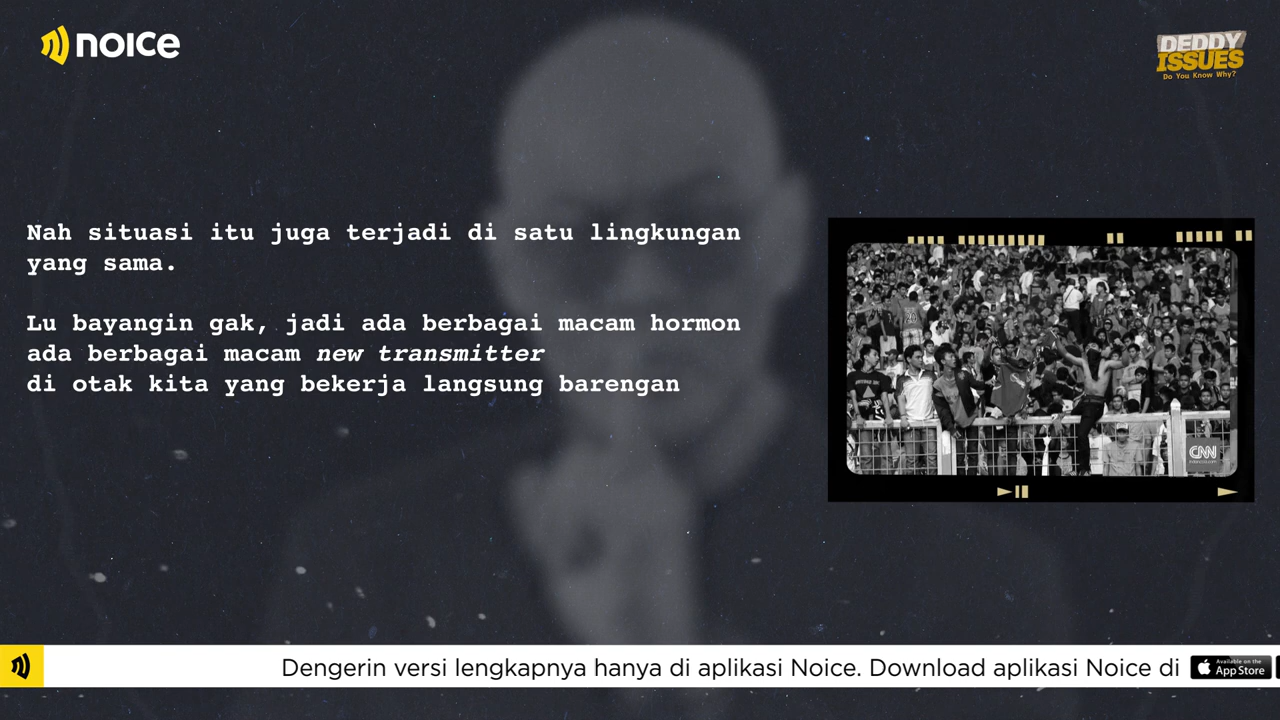 noice
DEDDY
ISSUES
Do You Know Why?
Nah situasi itu juga terjadi di satu lingkungan
yang sama.
Lu bayangin gak, jadi ada berbagai macam hormon
ada berbagai macam new transmitter
di otak kita yang bekerja langsung barengan
CNN
Indonesia.com
Dengerin versi lengkapnya hanya di aplikasi Noice. Download aplikasi Noice di
Available on the
App Store